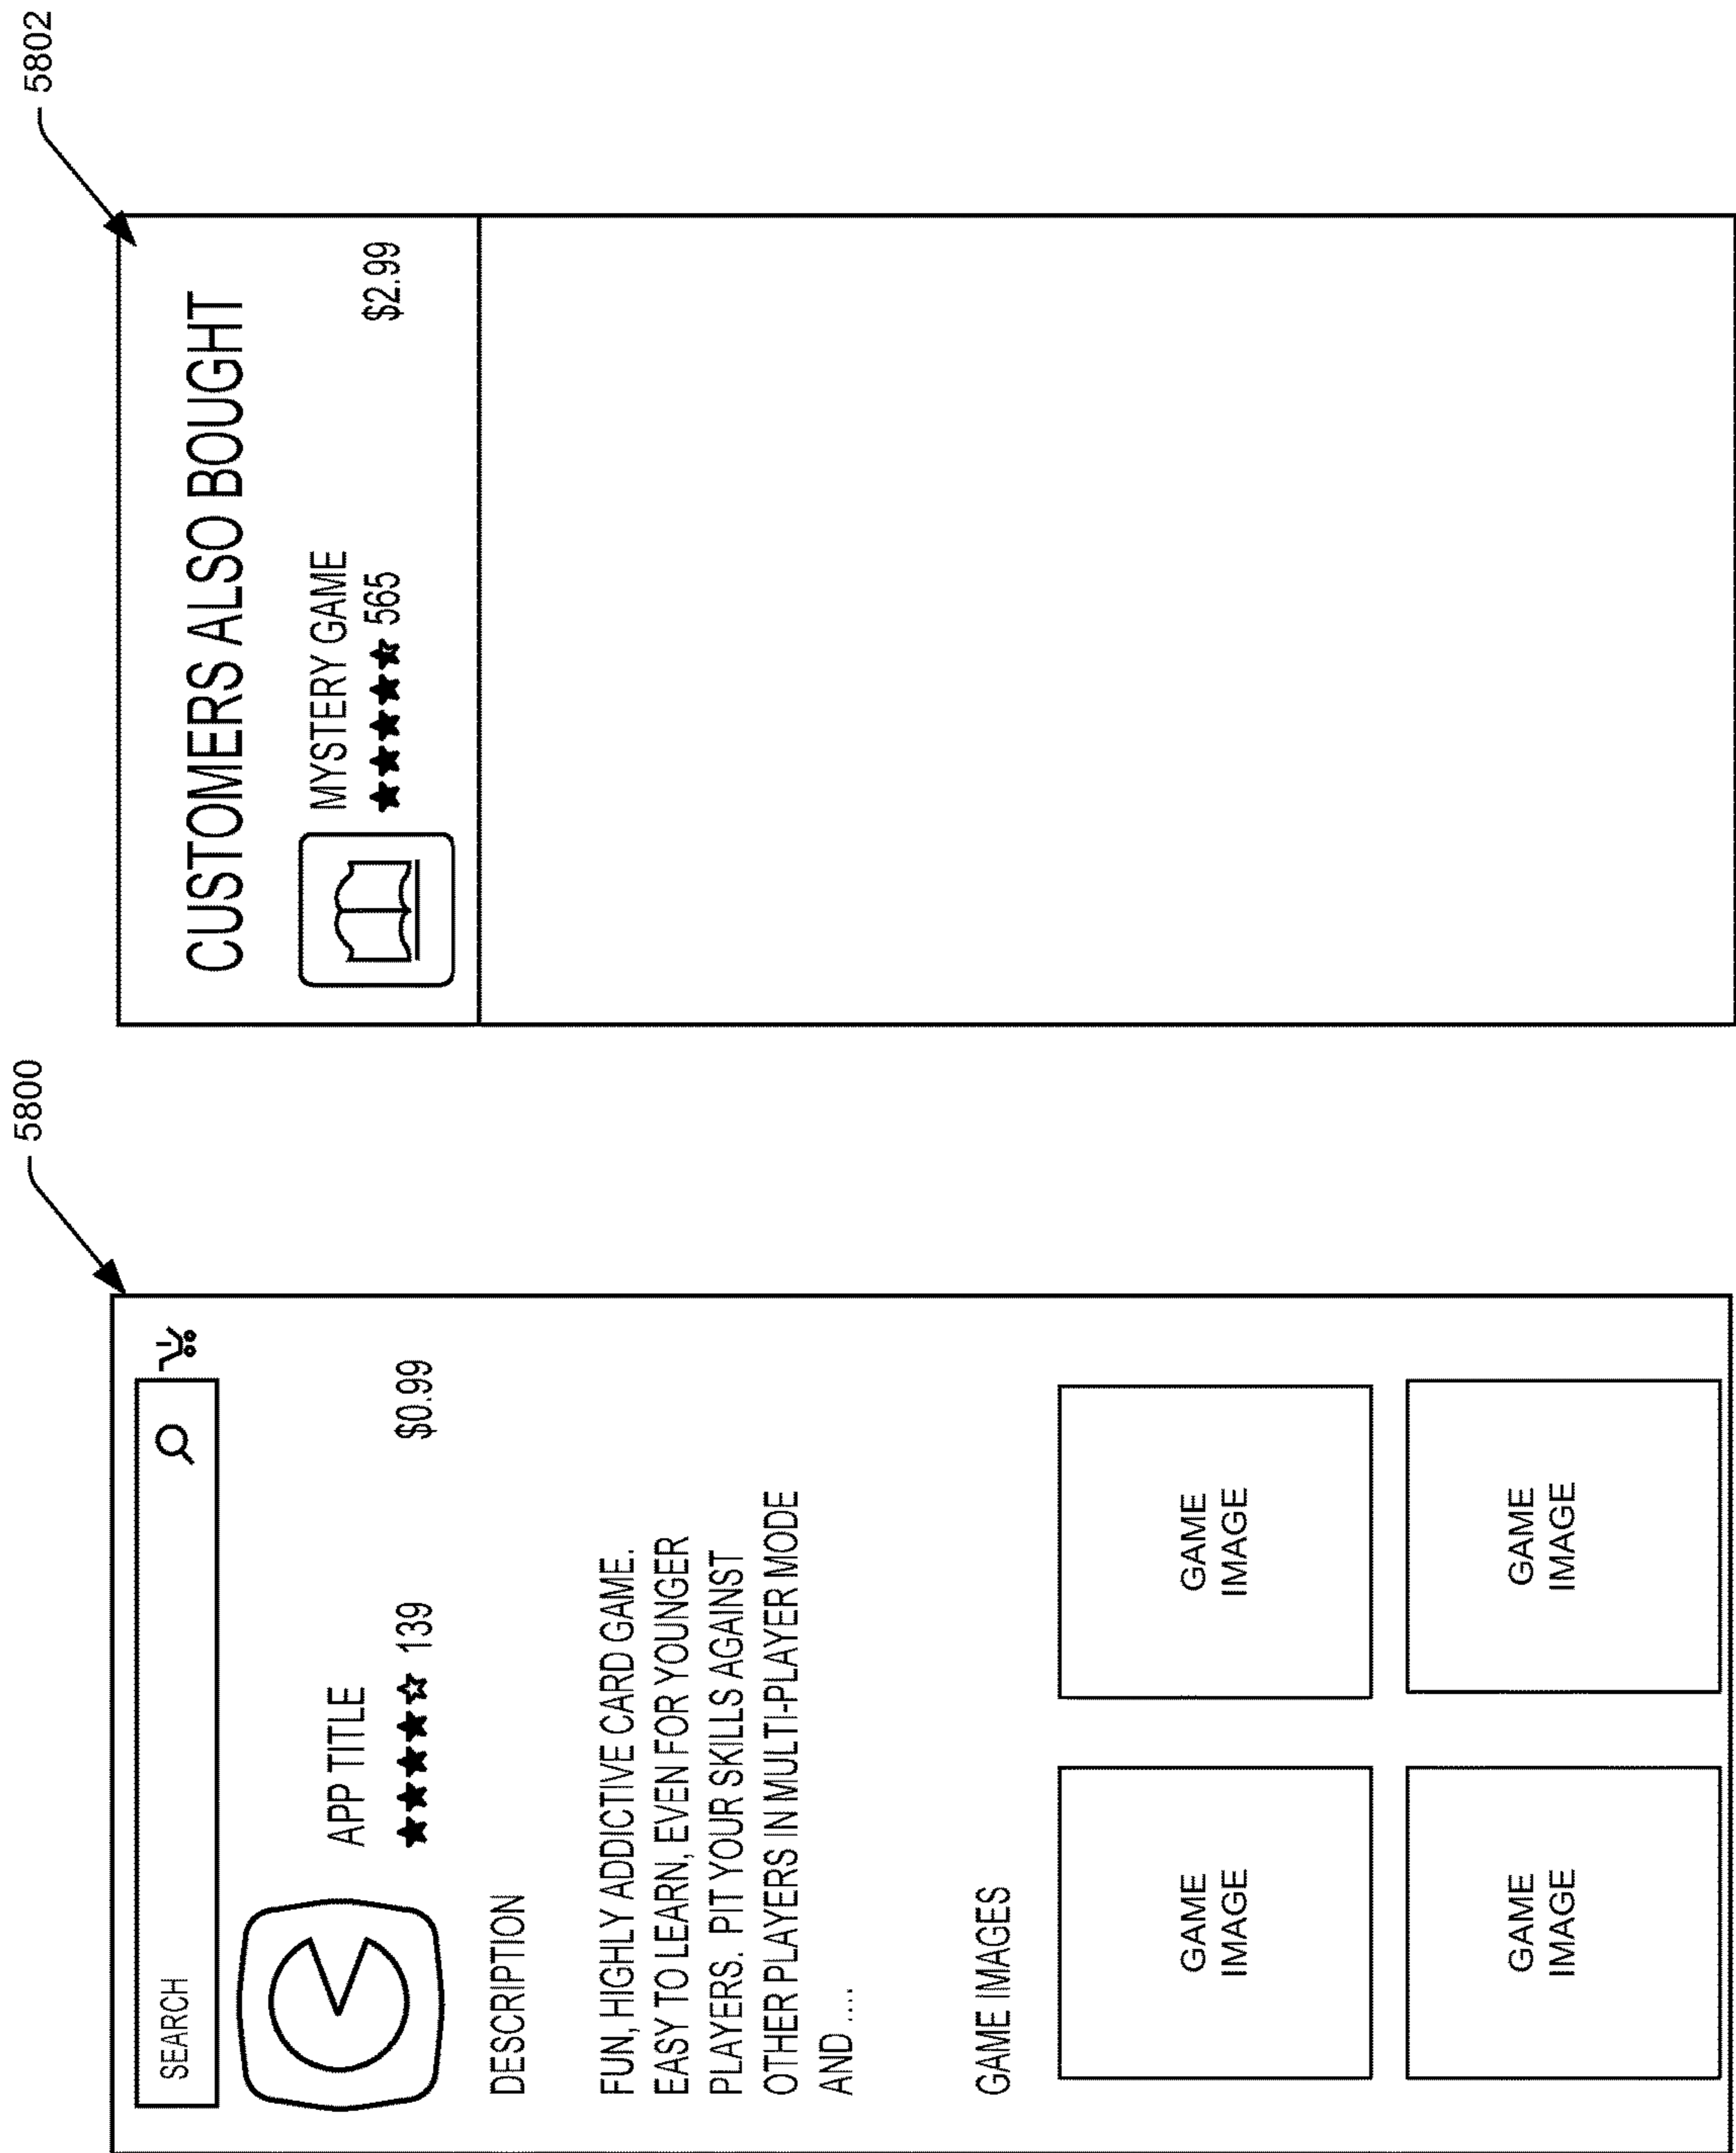 5800
SEARCH
APP TITLE
139
$0.99
DESCRIPTION
FUN, HIGHLY ADDICTIVE CARD GAME.
EASY TO LEARN, EVEN FOR YOUNGER
PLAYERS. PIT YOUR SKILLS AGAINST
OTHER PLAYERS IN MULTI-PLAYER MODE
AND ....
GAME IMAGES
GAME
IMAGE
GAME
IMAGE
GAME
IMAGE
GAME
IMAGE
5802
CUSTOMERS ALSO BOUGHT
MYSTERY GAME
565
$2.99